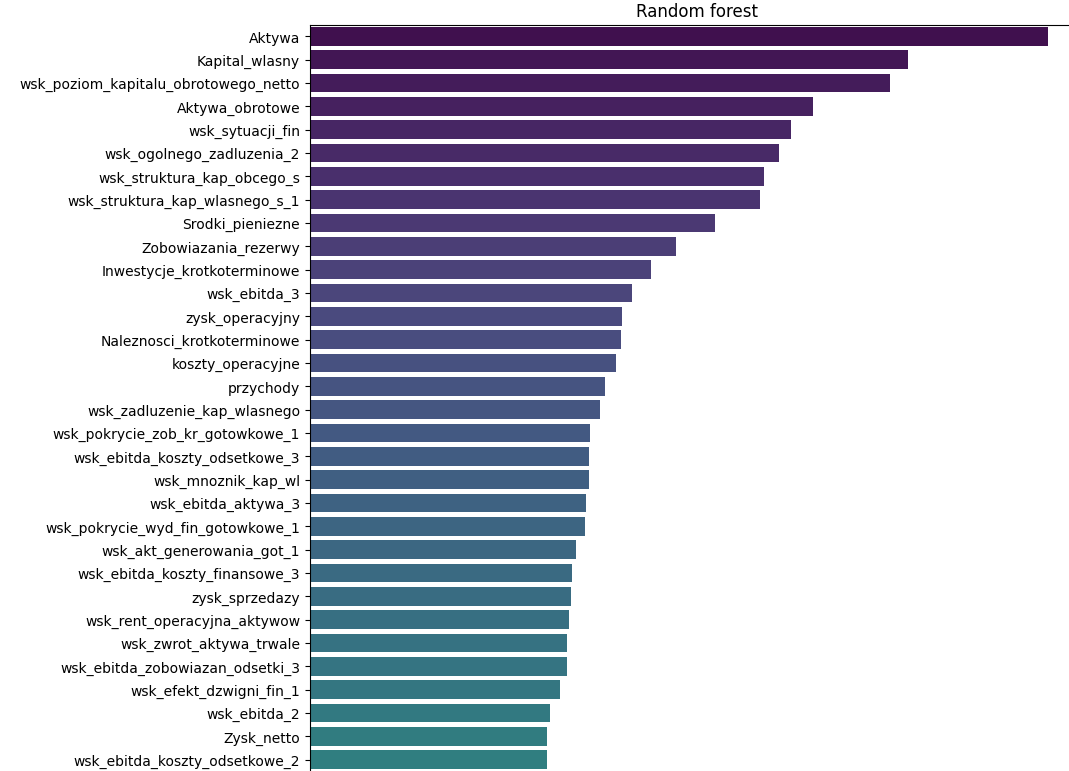 Random forest
Aktywa
Kapital_wlasny
wsk_poziom_kapitalu_obrotowego_netto
Aktywa_obrotowe
wsk_sytuacji_fin
wsk_ogolnego_zadluzenia_2
wsk_struktura_kap_obcego_s
wsk_struktura_kap_wlasnego_s_1
Srodki_pieniezne
Zobowiazania_rezerwy
Inwestycje_krotkoterminowe
wsk_ebitda_3
zysk_operacyjny
Naleznosci_krotkoterminowe
koszty_operacyjne
przychody
wsk_zadluzenie_kap_wlasnego
wsk_pokrycie_zob_kr_gotowkowe_1
wsk_ebitda_koszty_odsetkowe_3
wsk_mnoznik_kap_wl
wsk_ebitda_aktywa_3
wsk_pokrycie_wyd_fin_gotowkowe_1
wsk_akt_generowania_got_1
wsk_ebitda_koszty_finansowe_3
zysk_sprzedazy
wsk_rent_operacyjna_aktywow
wsk_zwrot_aktywa_trwale
wsk_ebitda_zobowiazan_odsetki_3
wsk_efekt_dzwigni_fin_1
wsk_ebitda_2
Zysk_netto
wsk_ebitda_koszty_odsetkowe_2